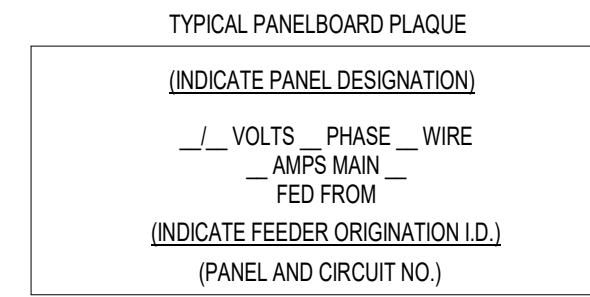 TYPICAL PANELBOARD PLAQUE
(INDICATE PANEL DESIGNATION)
__/__ VOLTS __ PHASE __ WIRE
__ AMPS MAIN __
FED FROM
(INDICATE FEEDER ORIGINATION I.D.)
(PANEL AND CIRCUIT NO.)